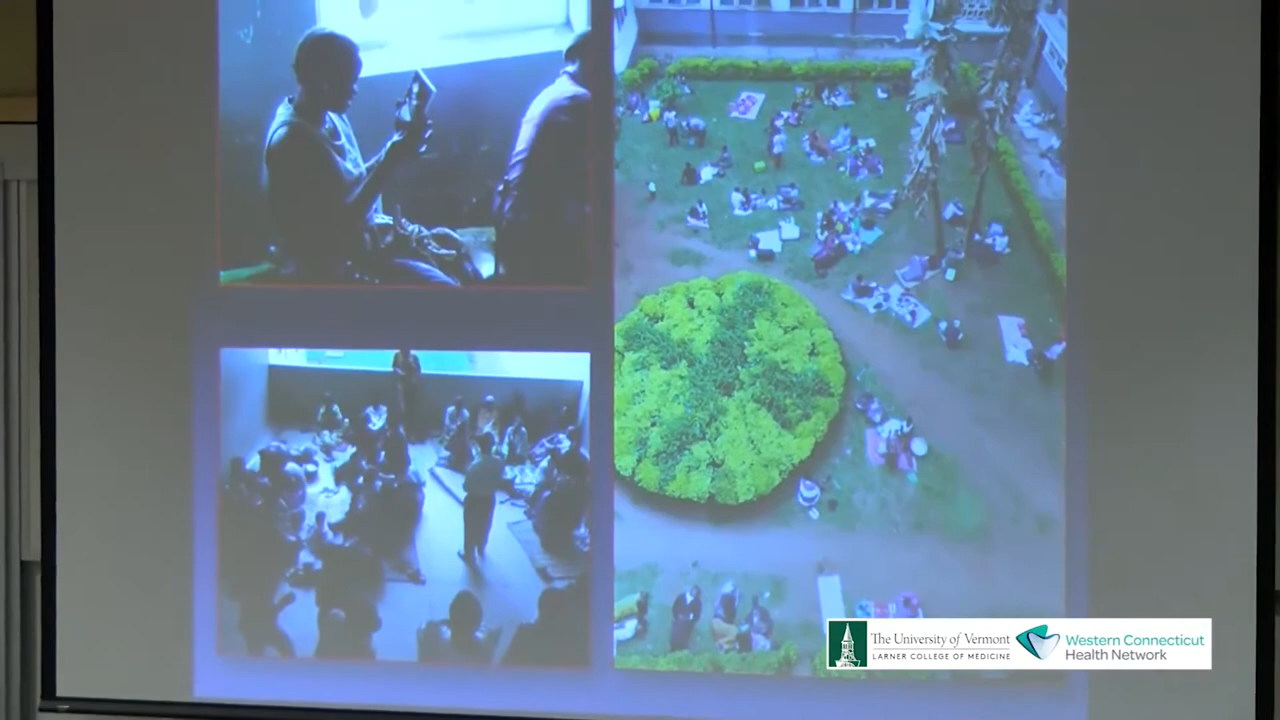 The University of Vermont
LARNER COLLEGE OF MEDICINE
Western Connecticut
Health Network